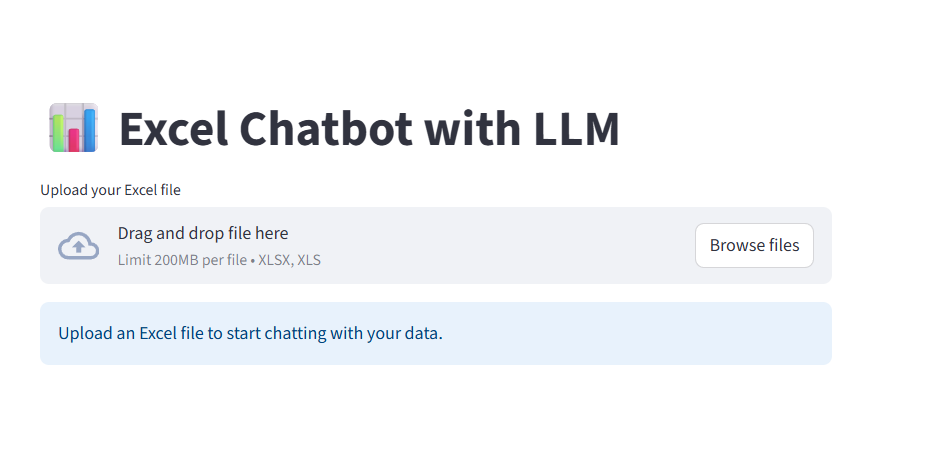 Excel Chatbot with LLM
Upload your Excel file
Drag and drop file here
Limit 200MB per file • XLSX, XLS
Browse files
Upload an Excel file to start chatting with your data.